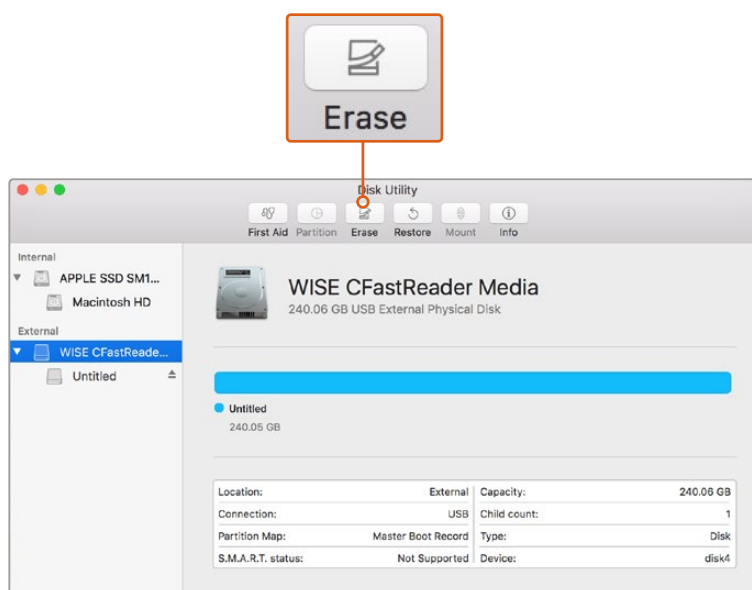 Erase
Disk Utility
First Aid Partition Erase Restore Mount Info
Internal
APPLE SSD SM1...
Macintosh HD
External
WISE CFastReade...
Untitled
WISE CFastReader Media
240.06 GB USB External Physical Disk
Untitled
240.05 GB
Location: External Capacity: 240.06 GB
Connection: USB Child count: 1
Partition Map: Master Boot Record Type: Disk
S.M.A.R.T. status: Not Supported Device: disk4